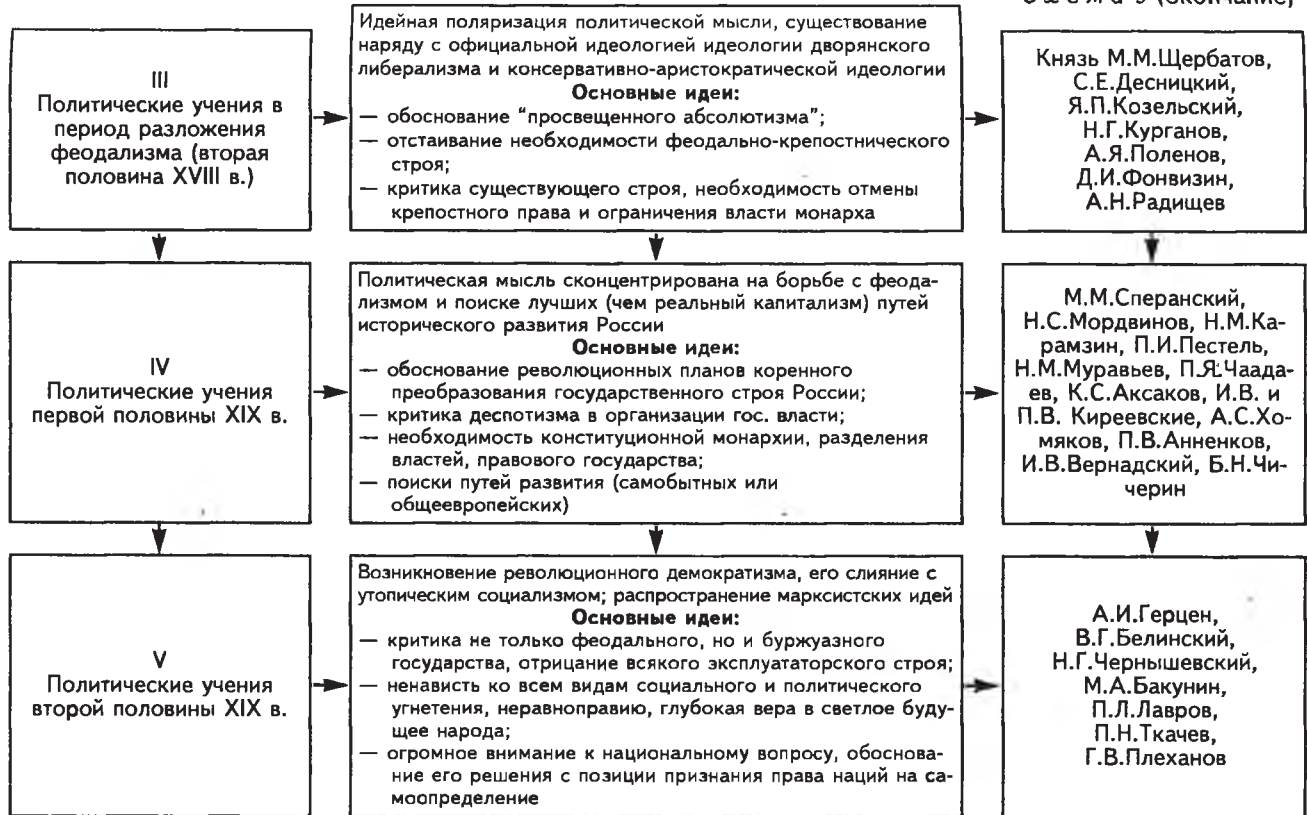 С х е м а 9 (окончание)
III
Политические учения в
период разложения
феодализма (вторая
половина XVIII в.)
Идейная поляризация политической мысли, существование
наряду с официальной идеологией идеологии дворянского
либерализма и консервативно-аристократической идеологии
Основные идеи:
— обоснование "просвещенного абсолютизма";
— отстаивание необходимости феодально-крепостнического
строя;
— критика существующего строя, необходимость отмены
крепостного права и ограничения власти монарха
Князь М.М.Щербатов,
С.Е.Десницкий,
Я.П.Козельский,
Н.Г.Курганов,
А.Я.Поленов,
Д.И.Фонвизин,
А.Н.Радищев
IV
Политические учения
первой половины XIX в.
Политическая мысль сконцентрирована на борьбе с феода-
лизмом и поиске лучших (чем реальный капитализм) путей
исторического развития России
Основные идеи:
— обоснование революционных планов коренного
преобразования государственного строя России;
— критика деспотизма в организации гос. власти;
— необходимость конституционной монархии, разделения
властей, правового государства;
— поиски путей развития (самобытных или
общеевропейских)
М.М.Сперанский,
Н.С.Мордвинов, Н.М.Ка-
рамзин, П.И.Пестель,
Н.М.Муравьев, П.Я.Чаада-
ев, К.С.Аксаков, И.В. и
П.В. Киреевские, А.С.Хо-
мяков, П.В.Анненков,
И.В.Вернадский, Б.Н.Чи-
черин
V
Политические учения
второй половины XIX в.
Возникновение революционного демократизма, его слияние с
утопическим социализмом; распространение марксистских идей
Основные идеи:
— критика не только феодального, но и буржуазного
государства, отрицание всякого эксплуататорского строя;
— ненависть ко всем видам социального и политического
угнетения, неравноправию, глубокая вера в светлое буду-
щее народа;
— огромное внимание к национальному вопросу, обоснова-
ние его решения с позиции признания права наций на са-
моопределение
А.И.Герцен,
В.Г.Белинский,
Н.Г.Чернышевский,
М.А.Бакунин,
П.Л.Лавров,
П.Н.Ткачев,
Г.В.Плеханов